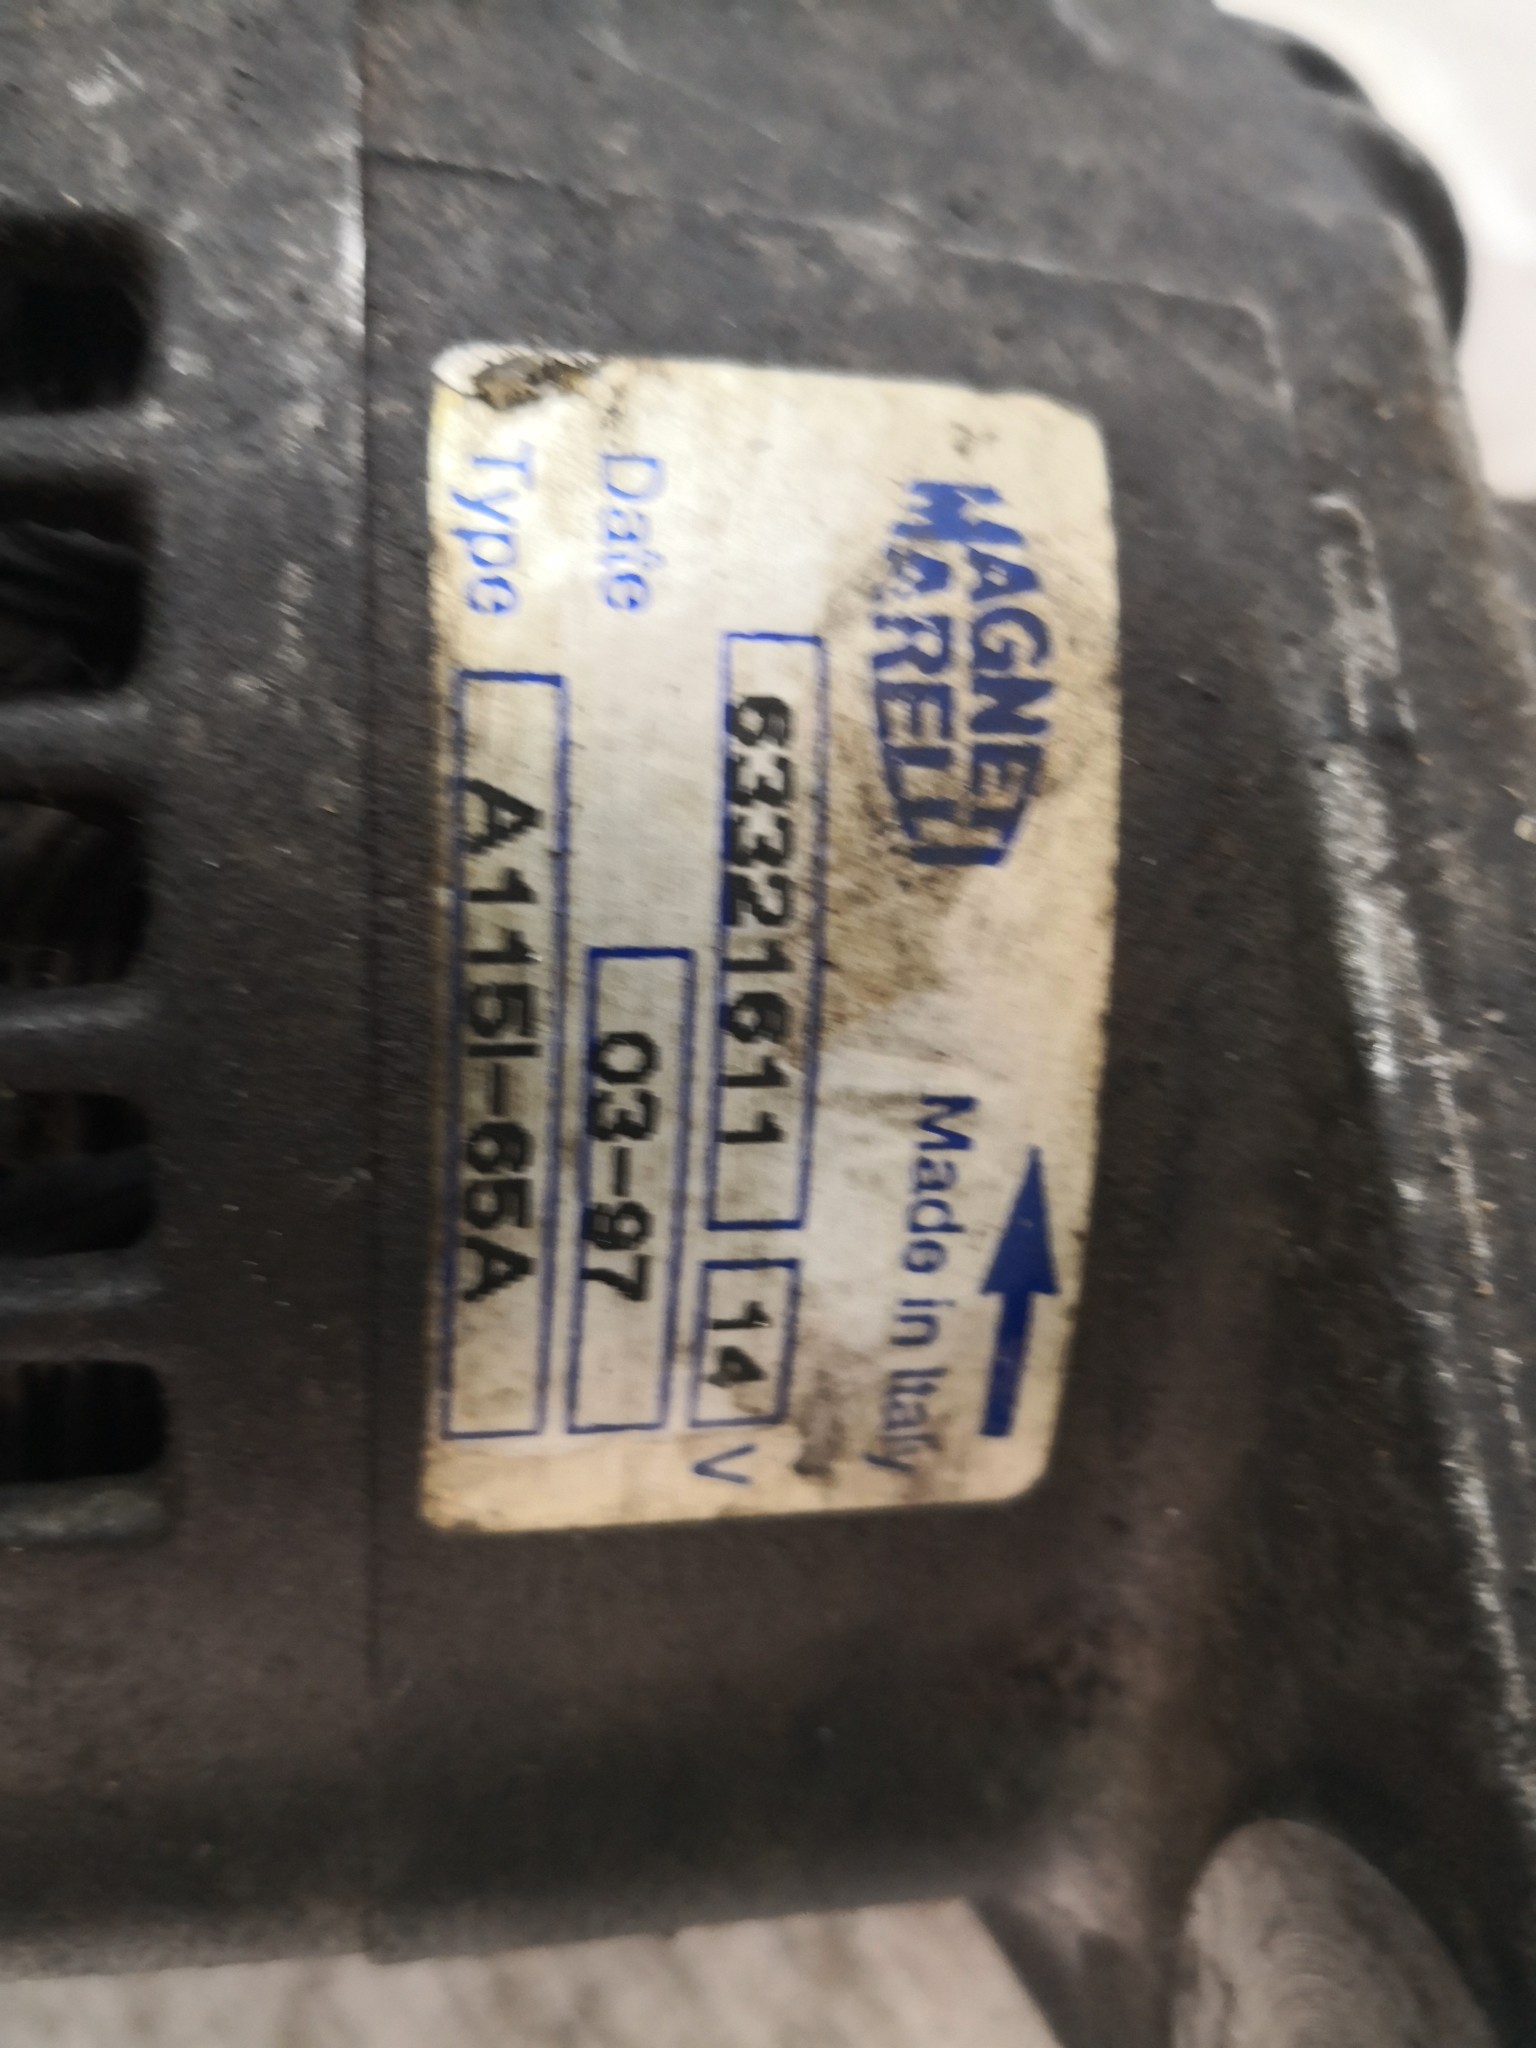 MAGNETI
MARELLI
Made in Italy
63321611 14 V
Date 03-97
Type A115I-65A